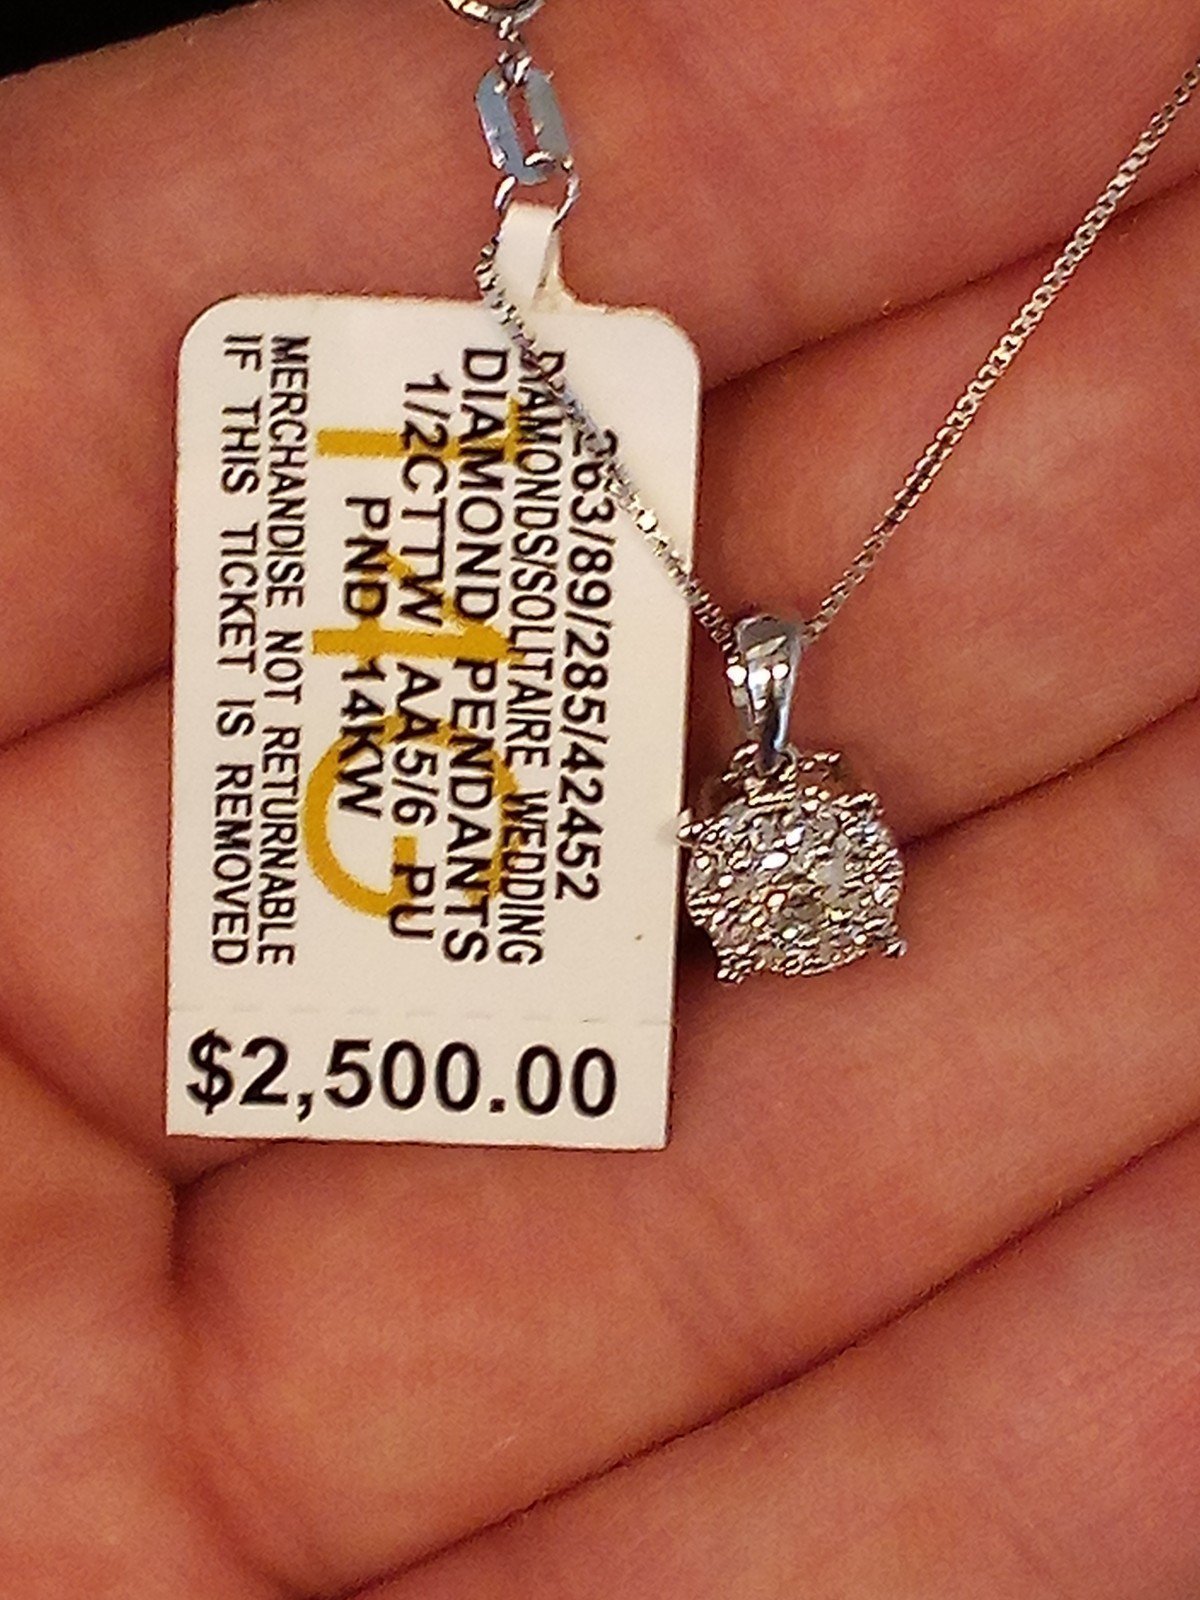 263/89/285/42452
DIAMONDS/SOLITAIRE WEDDING
DIAMOND PENDANTS
1/2CTTW AA5/6 PU
PND 14KW
MERCHANDISE NOT RETURNABLE
IF THIS TICKET IS REMOVED
$2,500.00